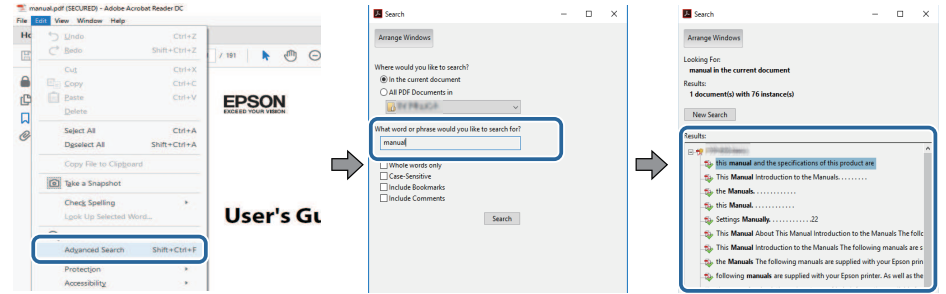 manual.pdf (SECURED) - Adobe Acrobat Reader DC
File Edit View Window Help
Undo Ctrl+Z
Redo Shift+Ctrl+Z
/ 191
Cut Ctrl+X
Copy Ctrl+C
Paste Ctrl+V
Delete
Select All Ctrl+A
Deselect All Shift+Ctrl+A
Copy File to Clipboard
Take a Snapshot
Check Spelling
Look Up Selected Word...
Advanced Search Shift+Ctrl+F
Protection
Accessibility
EPSON
EXCEED YOUR VISION
User's Gu
Search
Arrange Windows
Where would you like to search?
In the current document
All PDF Documents in
What word or phrase would you like to search for?
manual
Whole words only
Case-Sensitive
Include Bookmarks
Include Comments
Search
Search
Arrange Windows
Looking For:
manual in the current document
Results:
1 document(s) with 76 instance(s)
New Search
Results:
this manual and the specifications of this product are
This Manual Introduction to the Manuals. . . . . . . . .
the Manuals. . . . . . . . . . . . .
this Manual. . . . . . . . . . . . .
Settings Manually. . . . . . . . . . . . .22
This Manual About This Manual Introduction to the Manuals The follc
This Manual Introduction to the Manuals The following manuals are s
the Manuals The following manuals are supplied with your Epson prin
following manuals are supplied with your Epson printer. As well as the